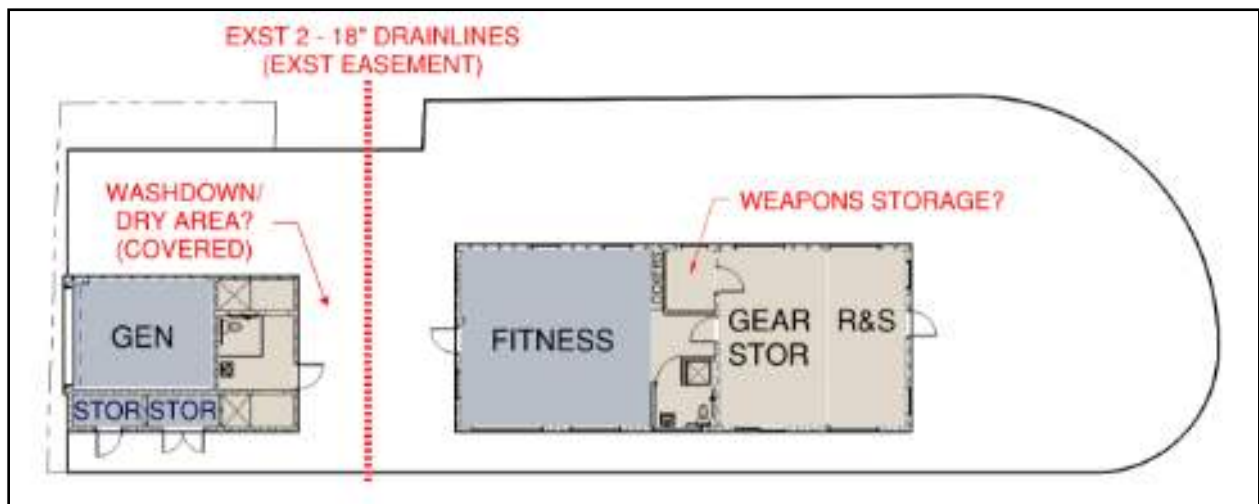 EXST 2 - 18" DRAINLINES
(EXST EASEMENT)
WASHDOWN/
DRY AREA?
(COVERED)
WEAPONS STORAGE?
GEN
STOR STOR
FITNESS
LOCKERS
GEAR
STOR
R&S